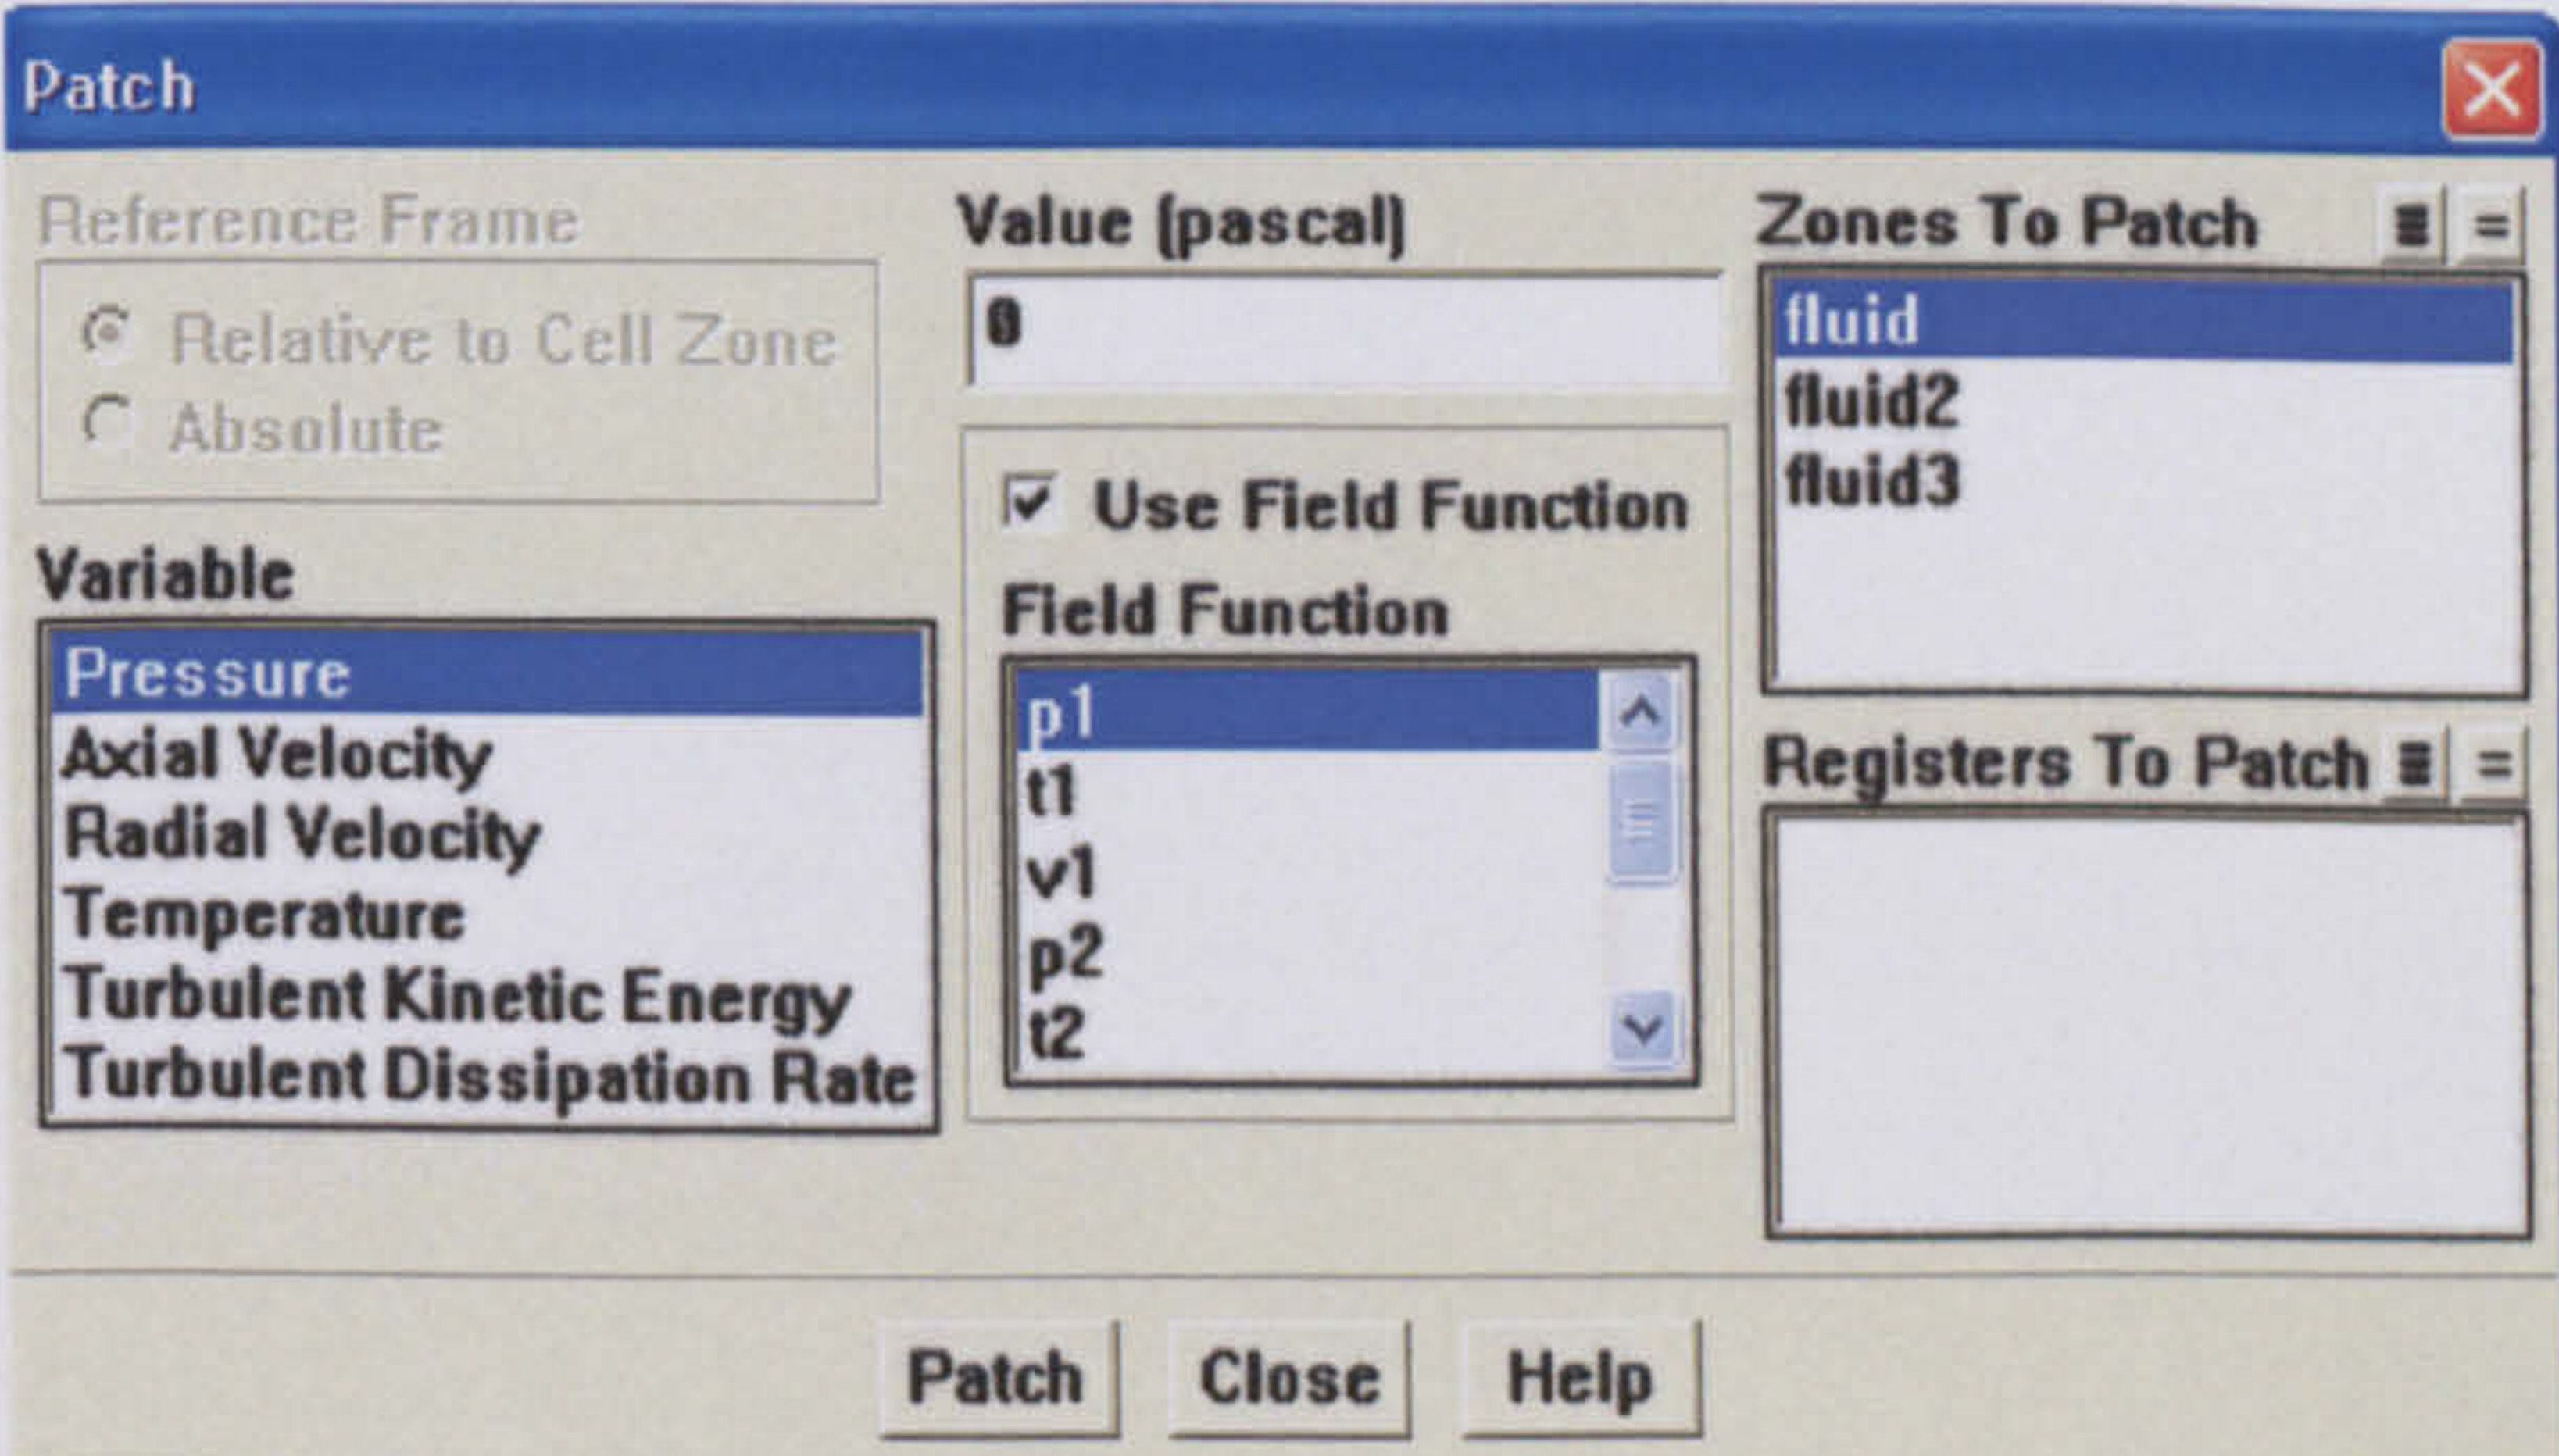 Patch
Reference Frame
Relative to Cell Zone
Absolute
Variable
Pressure
Axial Velocity
Radial Velocity
Temperature
Turbulent Kinetic Energy
Turbulent Dissipation Rate
Value (pascal)
0
Use Field Function
Field Function
p1
t1
v1
p2
t2
Zones To Patch
fluid
fluid2
fluid3
Registers To Patch
Patch
Close
Help